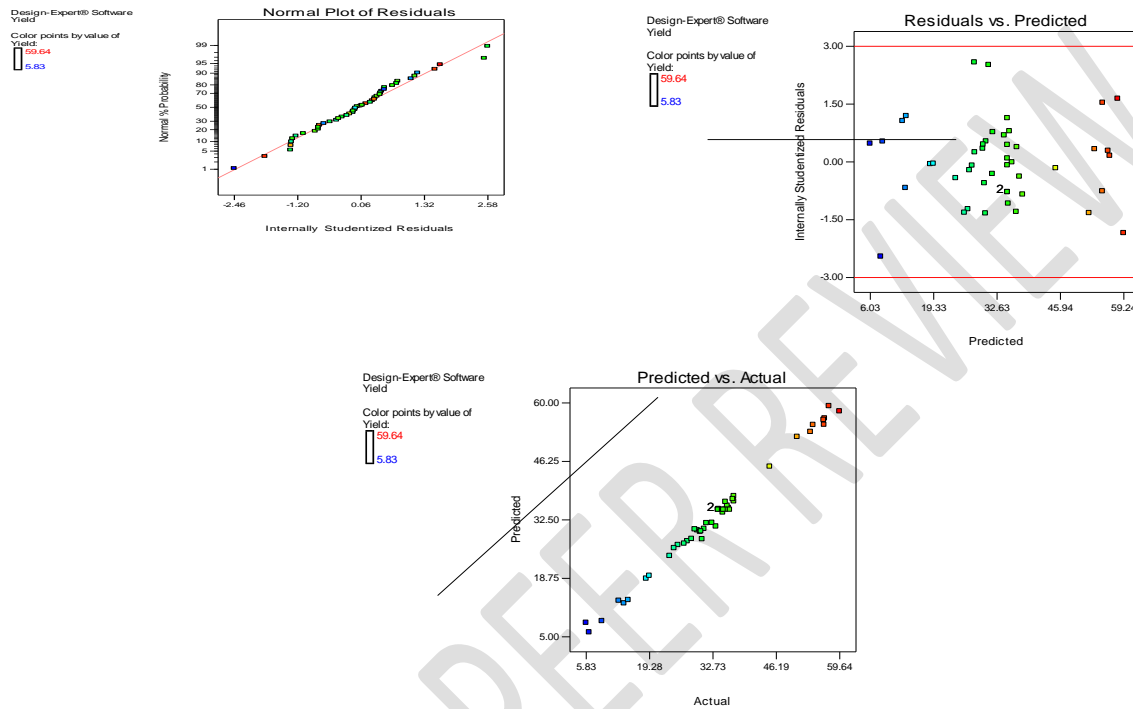 Design-Expert® Software
Yield
Color points by value of
Yield:
59.64
5.83
Normal Plot of Residuals
Normal % Probability
99
95
90
80
70
50
30
20
10
5
1
-2.46
-1.20
0.06
1.32
2.58
Internally Studentized Residuals
Design-Expert® Software
Yield
Color points by value of
Yield:
59.64
5.83
Residuals vs. Predicted
Internally Studentized Residuals
3.00
1.50
0.00
-1.50
-3.00
2
6.03
19.33
32.63
45.94
59.24
Predicted
Design-Expert® Software
Yield
Color points by value of
Yield:
59.64
5.83
Predicted vs. Actual
Predicted
60.00
46.25
32.50
18.75
5.00
2
5.83
19.28
32.73
46.19
59.64
Actual
PEER REVIEW